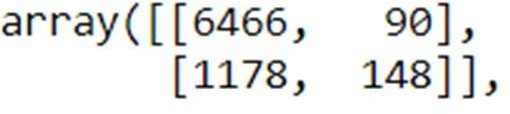 array([[6466,   90],
       [1178,  148]],